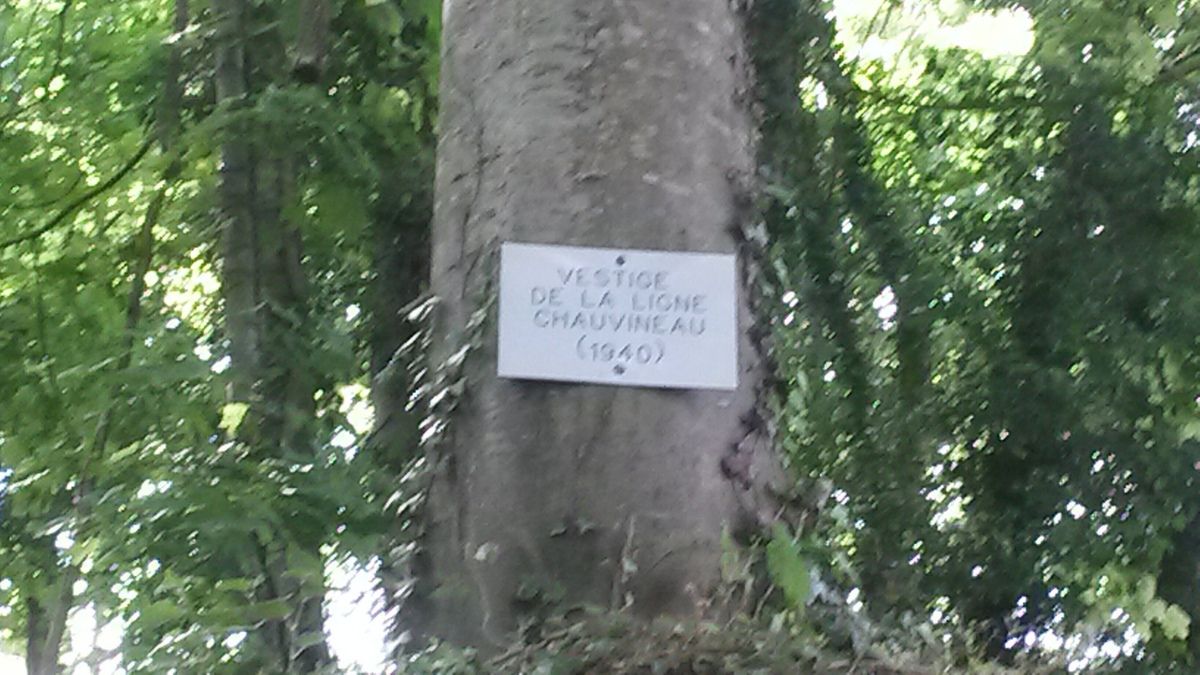 VESTIGE
DE LA LIGNE
CHAUVINEAU
(1940)